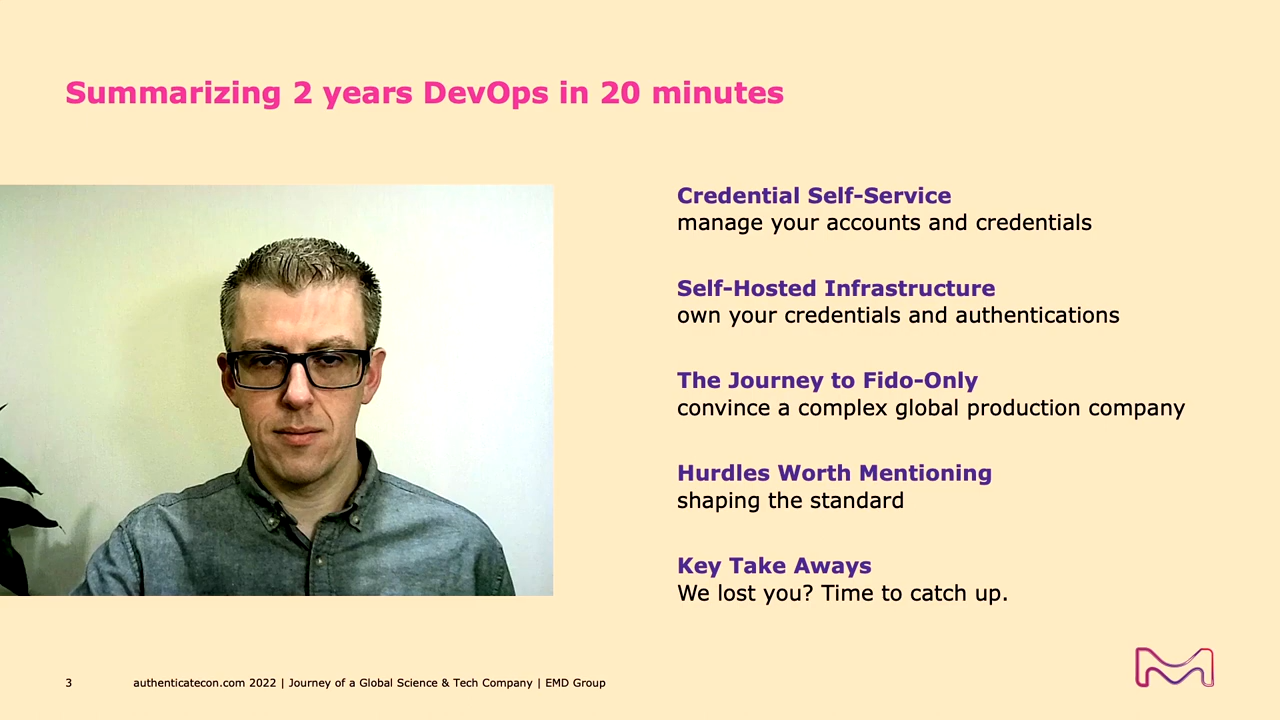 Summarizing 2 years DevOps in 20 minutes
Credential Self-Service
manage your accounts and credentials
Self-Hosted Infrastructure
own your credentials and authentications
The Journey to Fido-Only
convince a complex global production company
Hurdles Worth Mentioning
shaping the standard
Key Take Aways
We lost you? Time to catch up.
3 authenticatecon.com 2022 | Journey of a Global Science & Tech Company | EMD Group